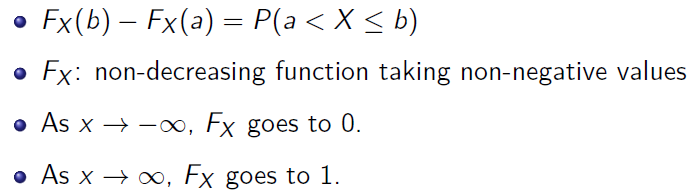 • F_X(b) − F_X(a) = P(a < X ≤ b)
• F_X: non-decreasing function taking non-negative values
• As x → −∞, F_X goes to 0.
• As x → ∞, F_X goes to 1.